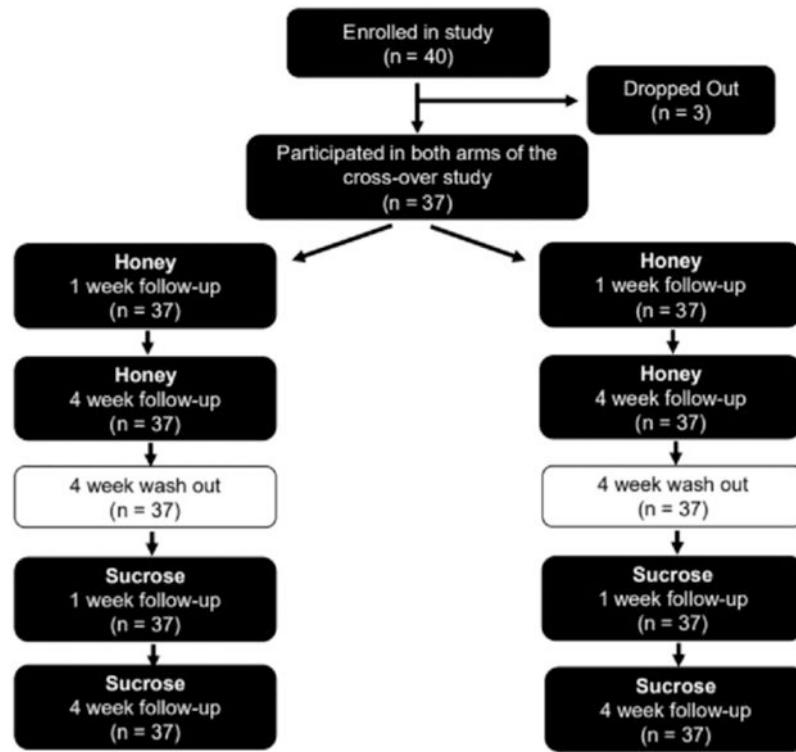 Enrolled in study
(n = 40)
Dropped Out
(n = 3)
Participated in both arms of the
cross-over study
(n = 37)
Honey
1 week follow-up
(n = 37)
Honey
4 week follow-up
(n = 37)
4 week wash out
(n = 37)
Sucrose
1 week follow-up
(n = 37)
Sucrose
4 week follow-up
(n = 37)
Honey
1 week follow-up
(n = 37)
Honey
4 week follow-up
(n = 37)
4 week wash out
(n = 37)
Sucrose
1 week follow-up
(n = 37)
Sucrose
4 week follow-up
(n = 37)